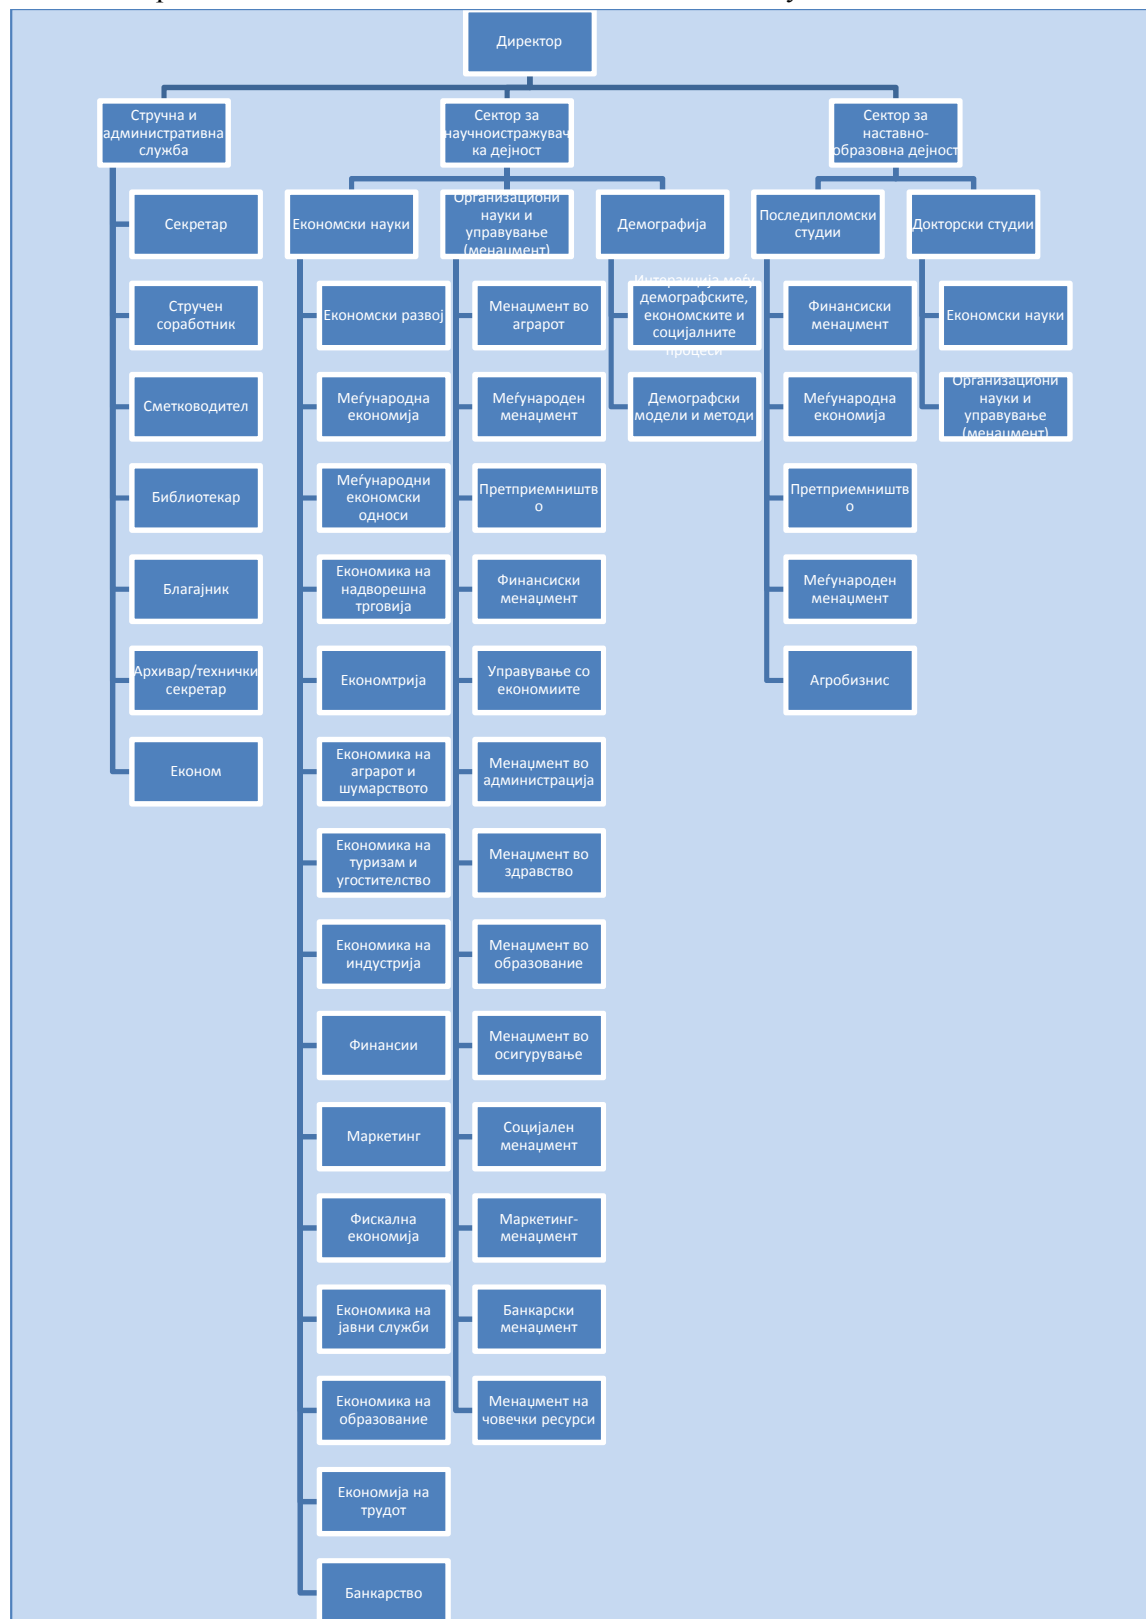 Директор
Стручна и
административна
служба
Сектор за
научноистражувач
ка дејност
Сектор за
наставно-
образовна дејност
Секретар
Стручен
соработник
Сметководител
Библиотекар
Благајник
Архивар/технички
секретар
Економ
Економски науки
Економски развој
Меѓународна
економија
Меѓународни
економски
односи
Економика на
надворешна
трговија
Економтрија
Економика на
аграрот и
шумарството
Економика на
туризам и
угостителство
Економика на
индустрија
Финансии
Маркетинг
Фискална
економија
Економика на
јавни служби
Економика на
образование
Економија на
трудот
Банкарство
Организациони
науки и
управување
(менаџмент)
Менаџмент во
аграрот
Меѓународен
менаџмент
Претприемништв
о
Финансиски
менаџмент
Управување со
економиите
Менаџмент во
администрација
Менаџмент во
здравство
Менаџмент во
образование
Менаџмент во
осигурување
Социјален
менаџмент
Маркетинг-
менаџмент
Банкарски
менаџмент
Менаџмент на
човечки ресурси
Демографија
Интеракција меѓу
демографските,
економските и
социјалните
процеси
Демографски
модели и методи
Последипломски
студии
Финансиски
менаџмент
Меѓународна
економија
Претприемништв
о
Меѓународен
менаџмент
Агробизнис
Докторски студии
Економски науки
Организациони
науки и
управување
(менаџмент)